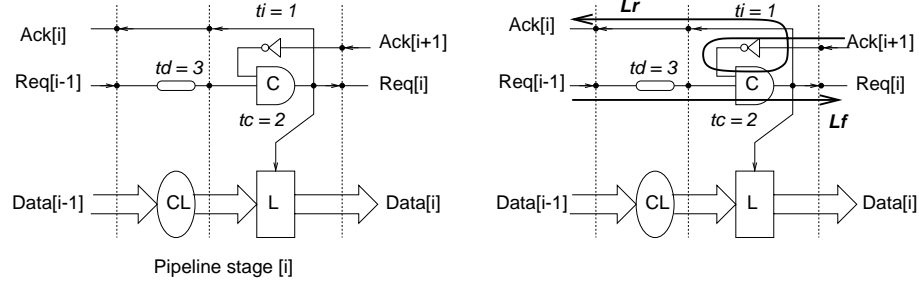 ti = 1
Ack[i]
Ack[i+1]
td = 3
Req[i-1]
C
Req[i]
tc = 2
Data[i-1]
CL
L
Data[i]
Pipeline stage [i]
Lr
ti = 1
Ack[i]
Ack[i+1]
td = 3
Req[i-1]
C
Req[i]
tc = 2
Lf
Data[i-1]
CL
L
Data[i]